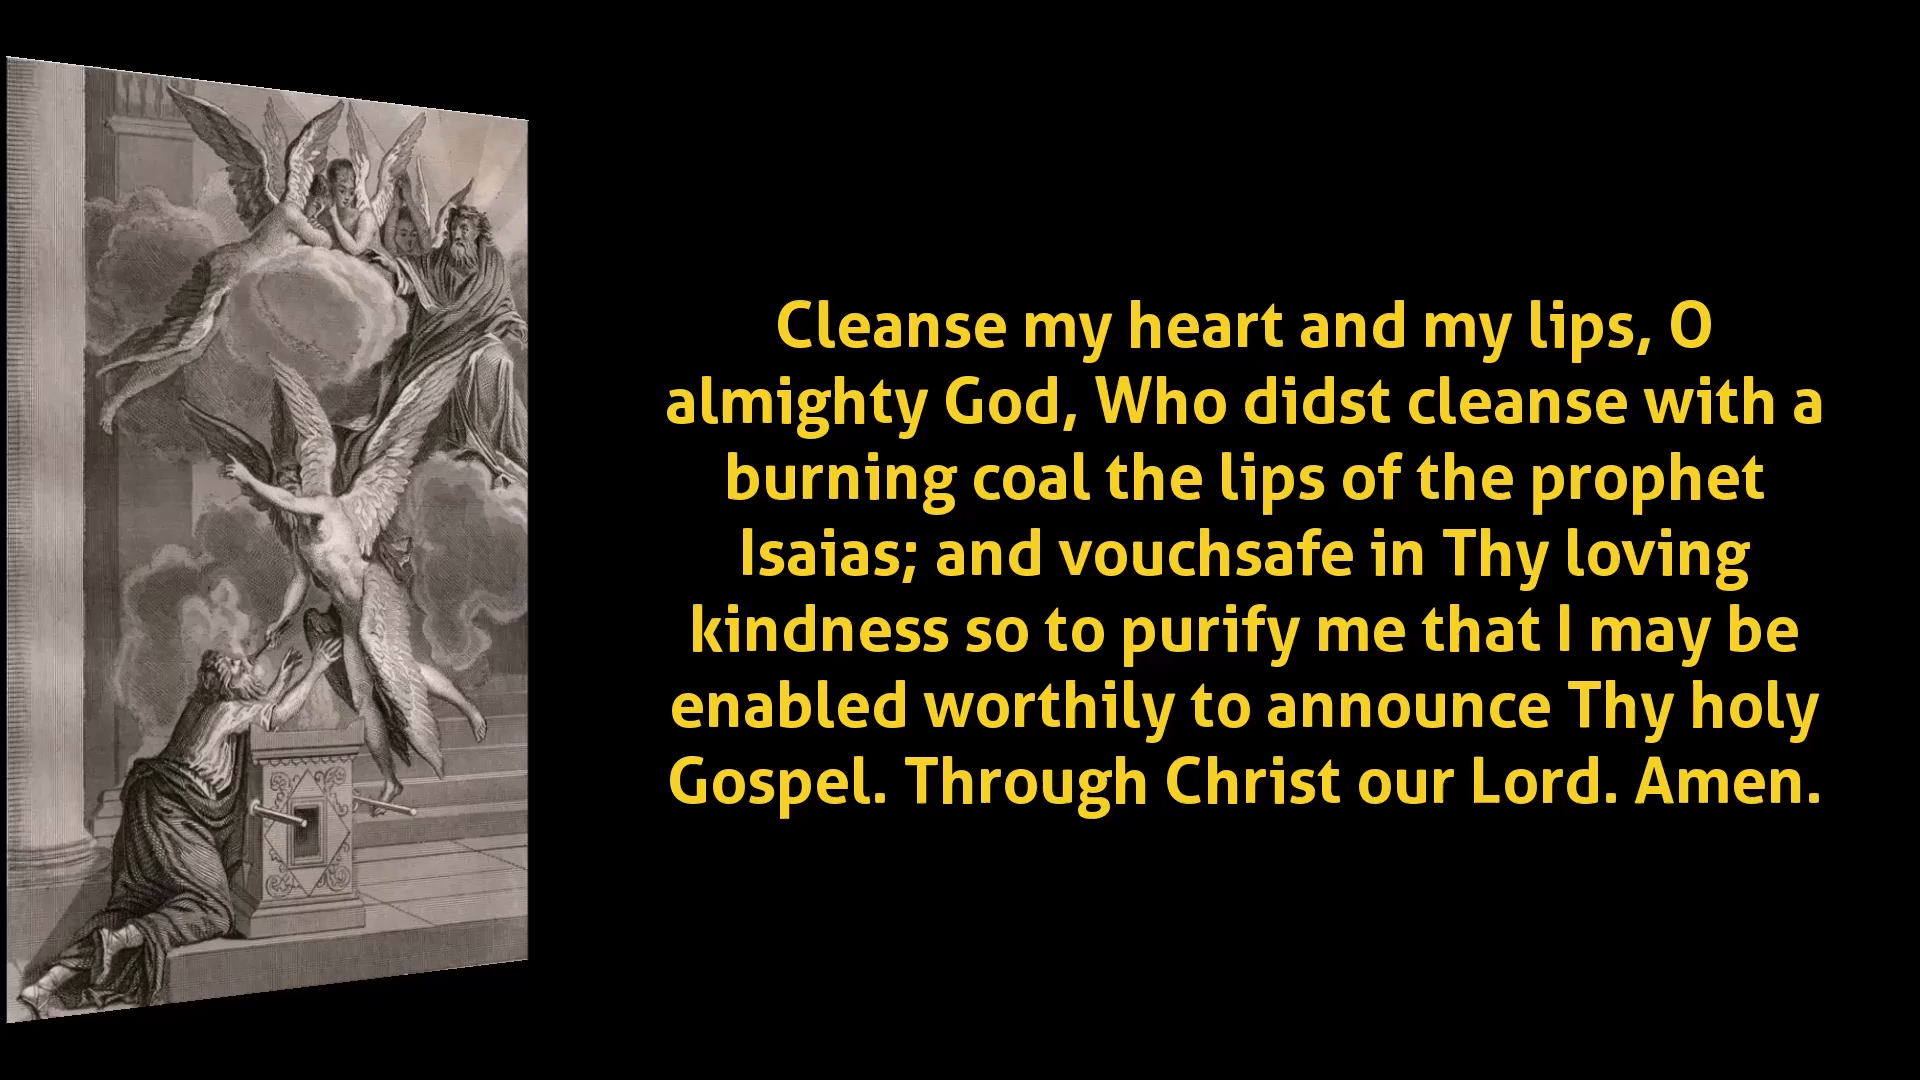 Cleanse my heart and my lips, O
almighty God, Who didst cleanse with a
burning coal the lips of the prophet
Isaias; and vouchsafe in Thy loving
kindness so to purify me that I may be
enabled worthily to announce Thy holy
Gospel. Through Christ our Lord. Amen.